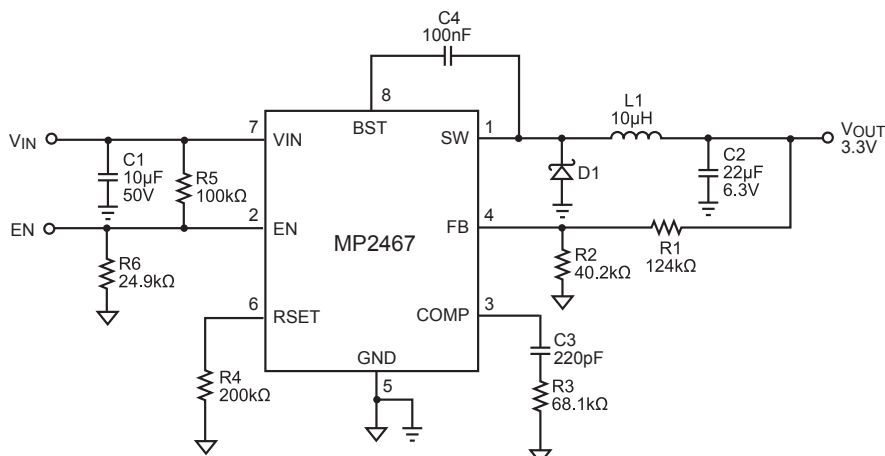 C4
100nF
8
BST
L1
10µH
7
VIN
SW
1
VIN
VOUT
3.3V
C1
10µF
50V
R5
100kΩ
D1
C2
22µF
6.3V
EN
2
EN
MP2467
FB
4
R2
40.2kΩ
R1
124kΩ
R6
24.9kΩ
6
RSET
COMP
3
C3
220pF
GND
5
R4
200kΩ
R3
68.1kΩ